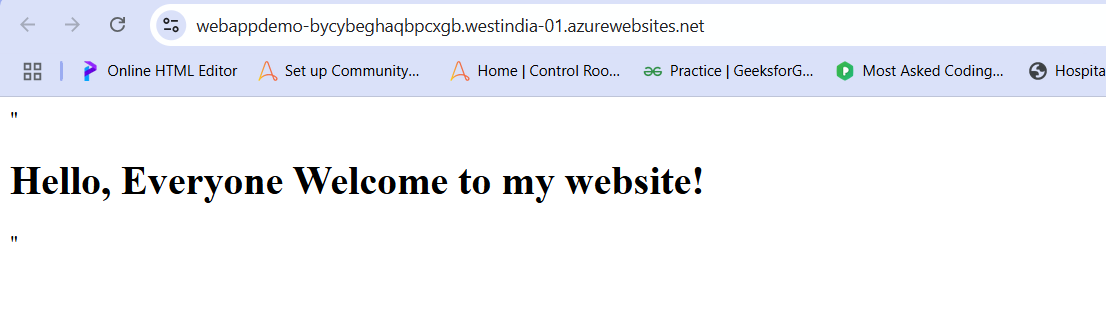 webappdemo-bycybeghaqbpcxgb.westindia-01.azurewebsites.net
Online HTML Editor Set up Community... Home | Control Roo... Practice | GeeksforG... Most Asked Coding... Hospita
"
Hello, Everyone Welcome to my website!
"